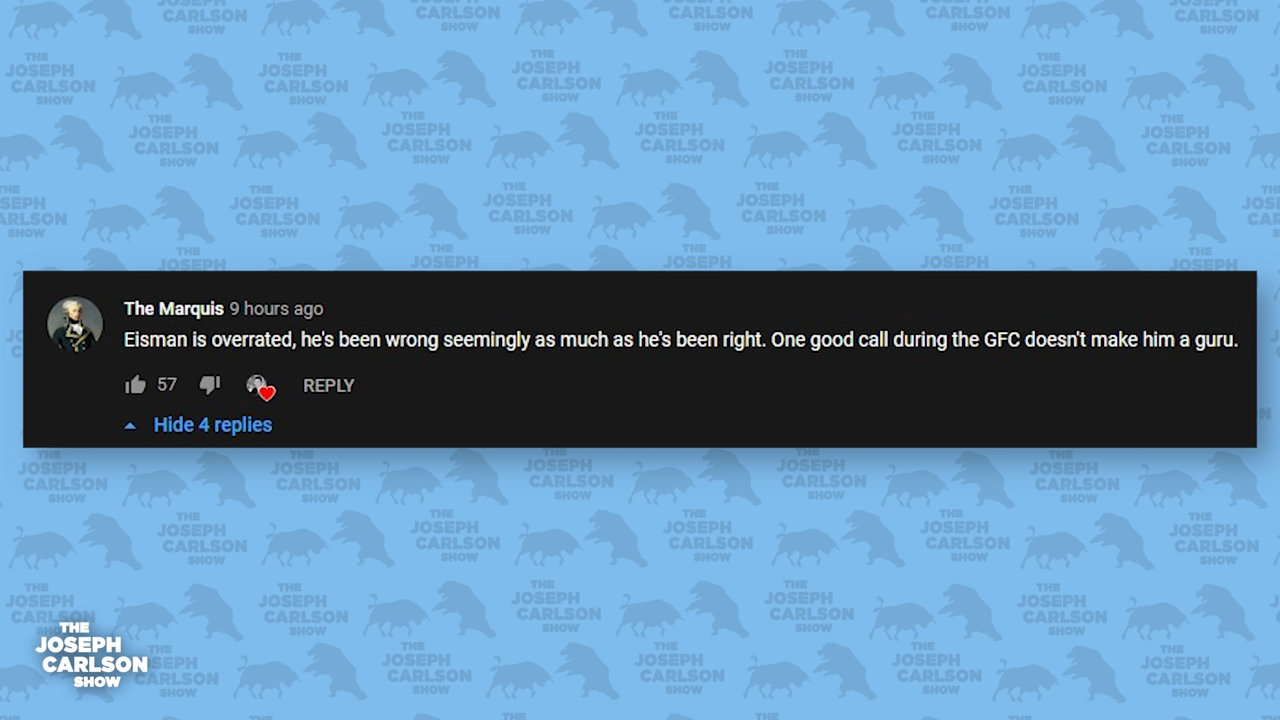 The Marquis 9 hours ago
Eisman is overrated, he's been wrong seemingly as much as he's been right. One good call during the GFC doesn't make him a guru.
57 REPLY
Hide 4 replies
THE
JOSEPH
CARLSON
SHOW